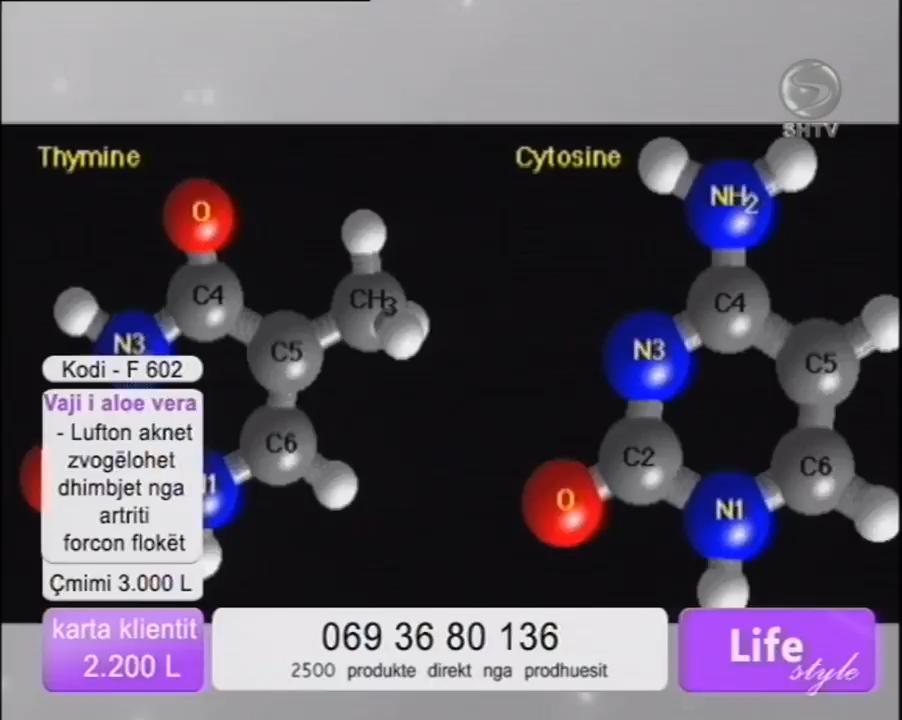 SHTV
Thymine
Cytosine
O
C4
CH3
N3
C5
C6
NH2
C4
N3
C5
C2
C6
O
N1
Kodi - F 602
Vaji i aloe vera
- Lufton aknet
zvogëlohet
dhimbjet nga
artriti
forcon flokët
Çmimi 3.000 L
karta klientit
2.200 L
069 36 80 136
2500 produkte direkt nga prodhuesit
Life
style